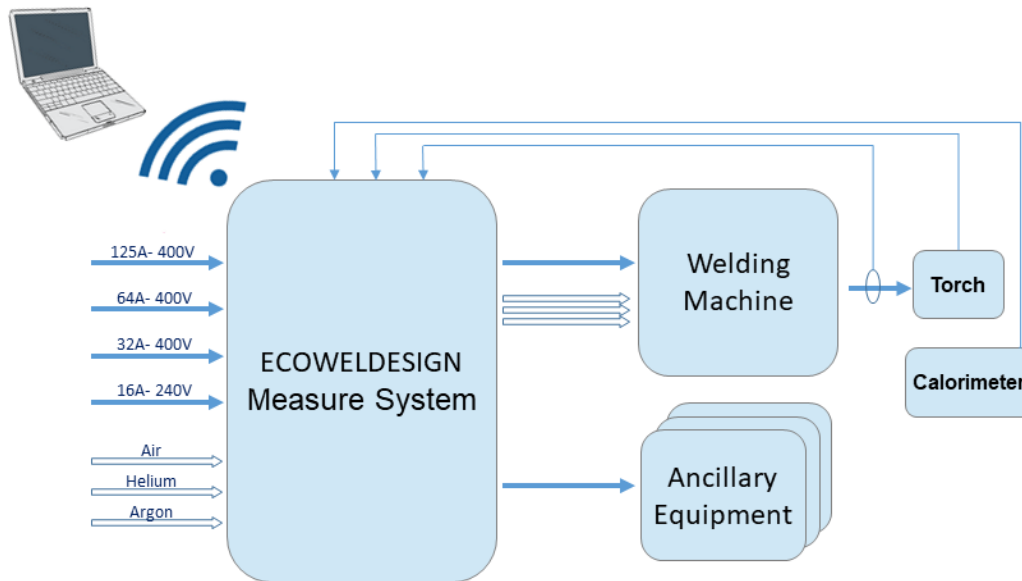 125A- 400V
64A- 400V
32A- 400V
16A- 240V
Air
Helium
Argon
ECOWELDESIGN
Measure System
Welding
Machine
Torch
Calorimeter
Ancillary
Equipment